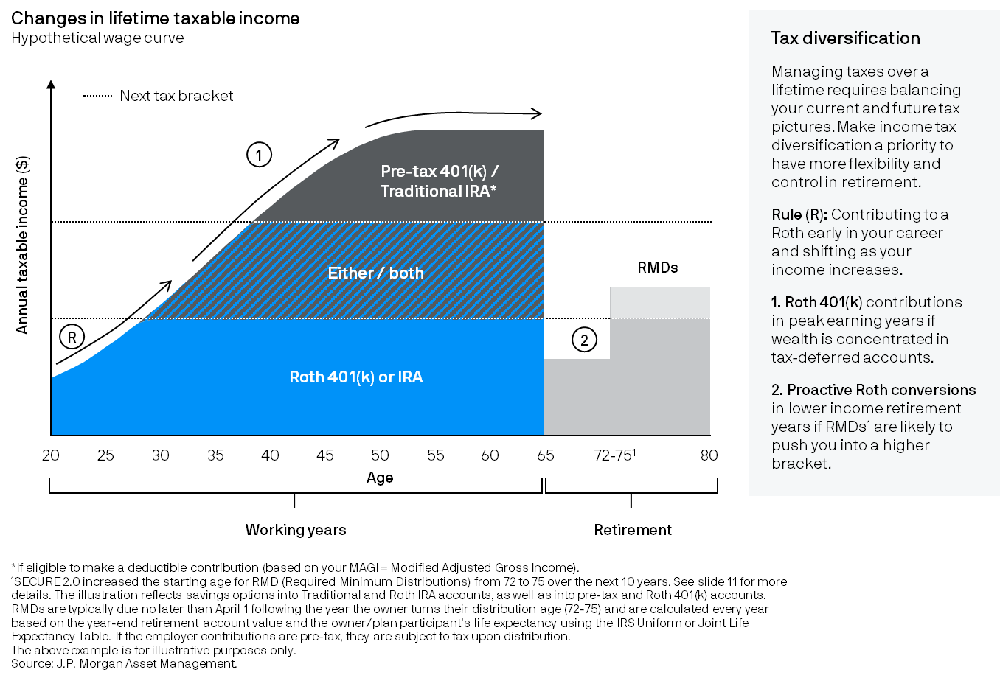 Changes in lifetime taxable income
Hypothetical wage curve
Next tax bracket
Annual taxable income ($)
1
Pre-tax 401(k) /
Traditional IRA*
Either / both
RMDs
R
2
Roth 401(k) or IRA
20 25 30 35 40 45 50 55 60 65 72-75¹ 80
Age
Working years
Retirement
Tax diversification
Managing taxes over a
lifetime requires balancing
your current and future tax
pictures. Make income tax
diversification a priority to
have more flexibility and
control in retirement.
Rule (R): Contributing to a
Roth early in your career
and shifting as your
income increases.
1. Roth 401(k) contributions
in peak earning years if
wealth is concentrated in
tax-deferred accounts.
2. Proactive Roth conversions
in lower income retirement
years if RMDs¹ are likely to
push you into a higher
bracket.
*If eligible to make a deductible contribution (based on your MAGI = Modified Adjusted Gross Income).
¹SECURE 2.0 increased the starting age for RMD (Required Minimum Distributions) from 72 to 75 over the next 10 years. See slide 11 for more
details. The illustration reflects savings options into Traditional and Roth IRA accounts, as well as into pre-tax and Roth 401(k) accounts.
RMDs are typically due no later than April 1 following the year the owner turns their distribution age (72-75) and are calculated every year
based on the year-end retirement account value and the owner/plan participant's life expectancy using the IRS Uniform or Joint Life
Expectancy Table. If the employer contributions are pre-tax, they are subject to tax upon distribution.
The above example is for illustrative purposes only.
Source: J.P. Morgan Asset Management.